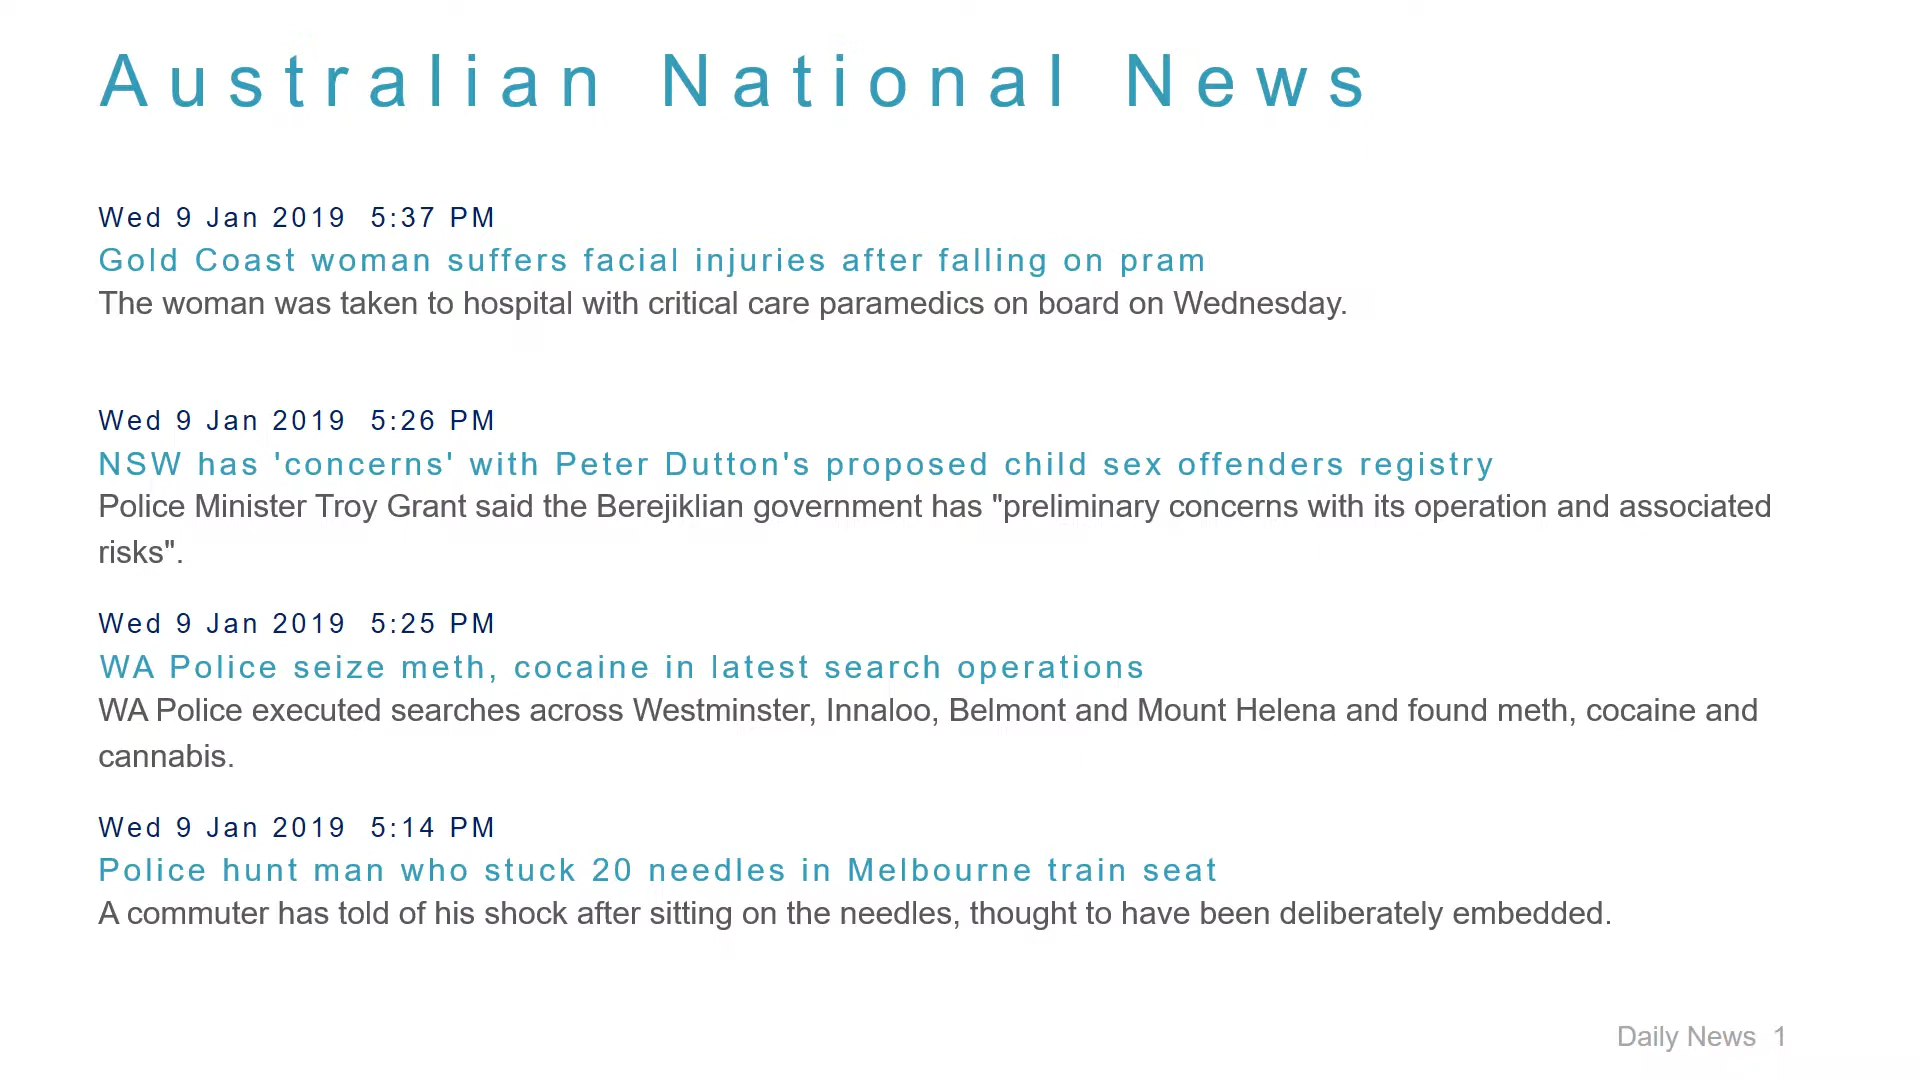 Australian National News
Wed 9 Jan 2019 5:37 PM
Gold Coast woman suffers facial injuries after falling on pram
The woman was taken to hospital with critical care paramedics on board on Wednesday.
Wed 9 Jan 2019 5:26 PM
NSW has 'concerns' with Peter Dutton's proposed child sex offenders registry
Police Minister Troy Grant said the Berejiklian government has "preliminary concerns with its operation and associated
risks".
Wed 9 Jan 2019 5:25 PM
WA Police seize meth, cocaine in latest search operations
WA Police executed searches across Westminster, Innaloo, Belmont and Mount Helena and found meth, cocaine and
cannabis.
Wed 9 Jan 2019 5:14 PM
Police hunt man who stuck 20 needles in Melbourne train seat
A commuter has told of his shock after sitting on the needles, thought to have been deliberately embedded.
Daily News 1